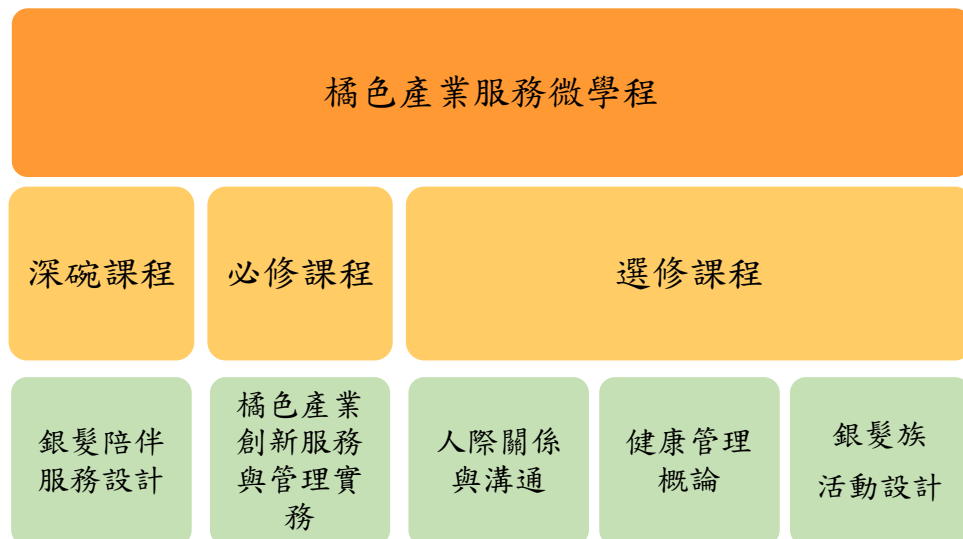 橘色產業服務微學程
深碗課程
必修課程
選修課程
銀髮陪伴
服務設計
橘色產業
創新服務
與管理實
務
人際關係
與溝通
健康管理
概論
銀髮族
活動設計